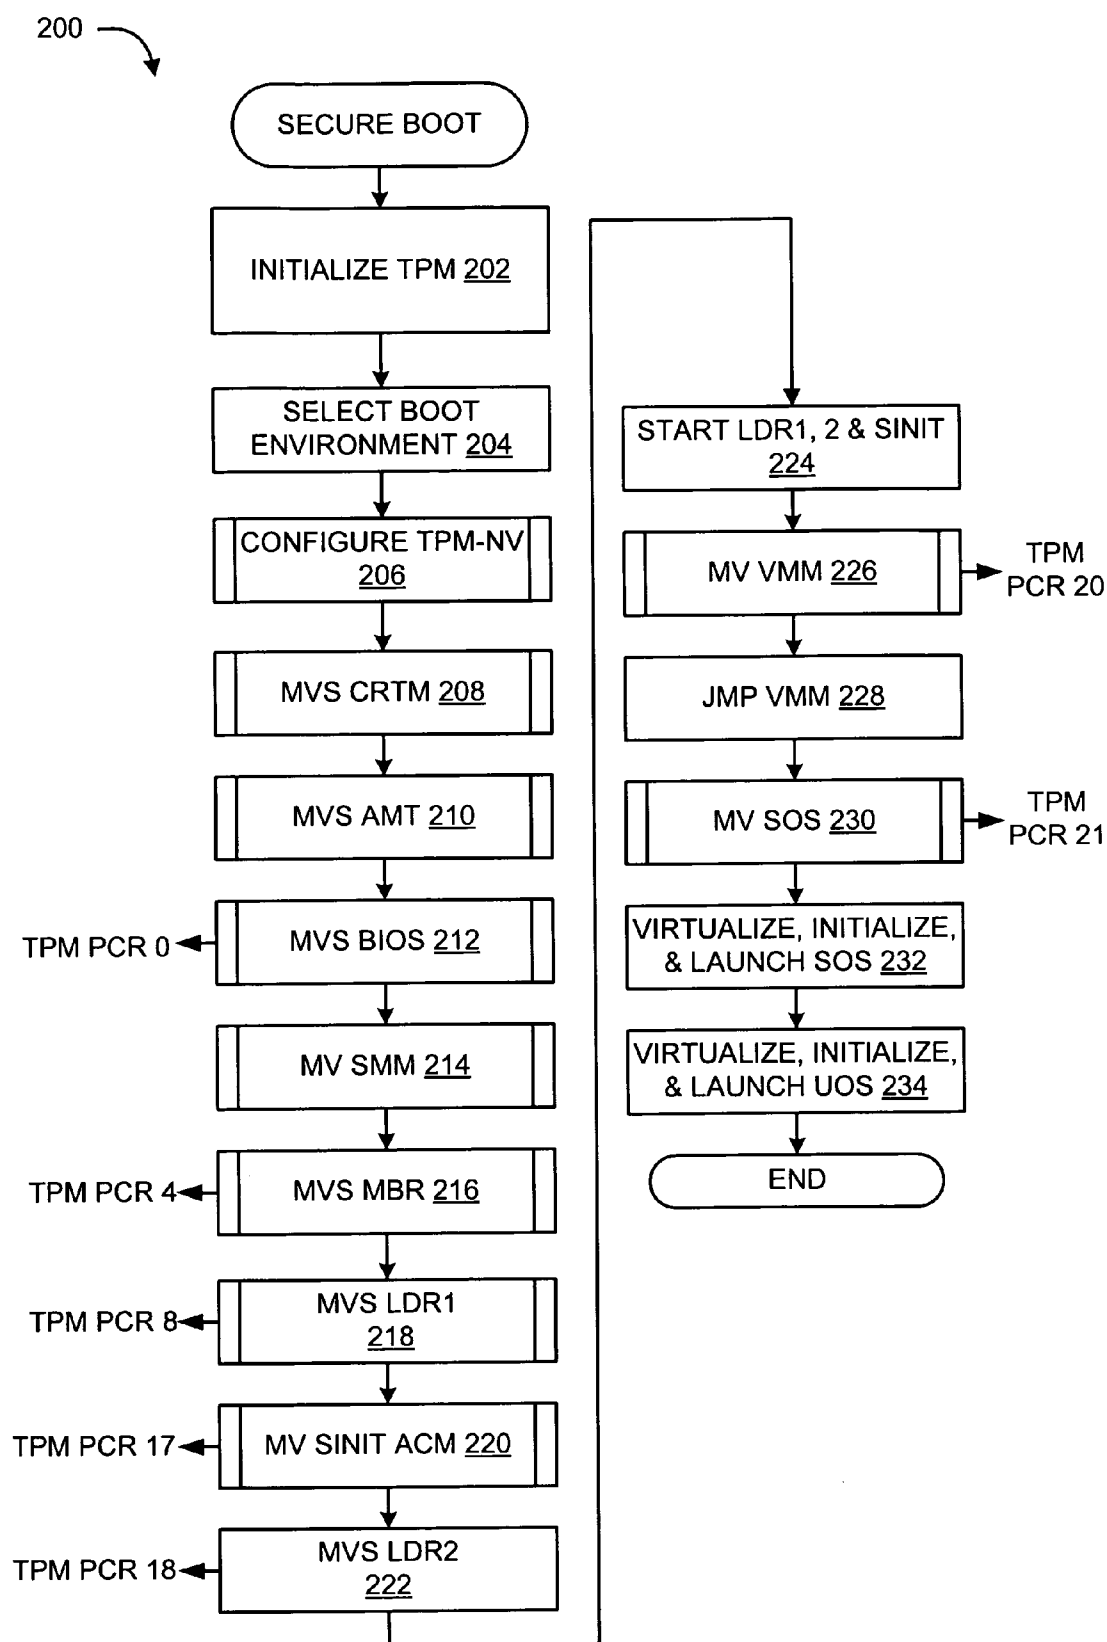 200
SECURE BOOT
INITIALIZE TPM 202
SELECT BOOT
ENVIRONMENT 204
CONFIGURE TPM-NV
206
MVS CRTM 208
MVS AMT 210
TPM PCR 0
MVS BIOS 212
MV SMM 214
TPM PCR 4
MVS MBR 216
TPM PCR 8
MVS LDR1
218
TPM PCR 17
MV SINIT ACM 220
TPM PCR 18
MVS LDR2
222
START LDR1, 2 & SINIT
224
MV VMM 226
TPM
PCR 20
JMP VMM 228
MV SOS 230
TPM
PCR 21
VIRTUALIZE, INITIALIZE,
& LAUNCH SOS 232
VIRTUALIZE, INITIALIZE,
& LAUNCH UOS 234
END